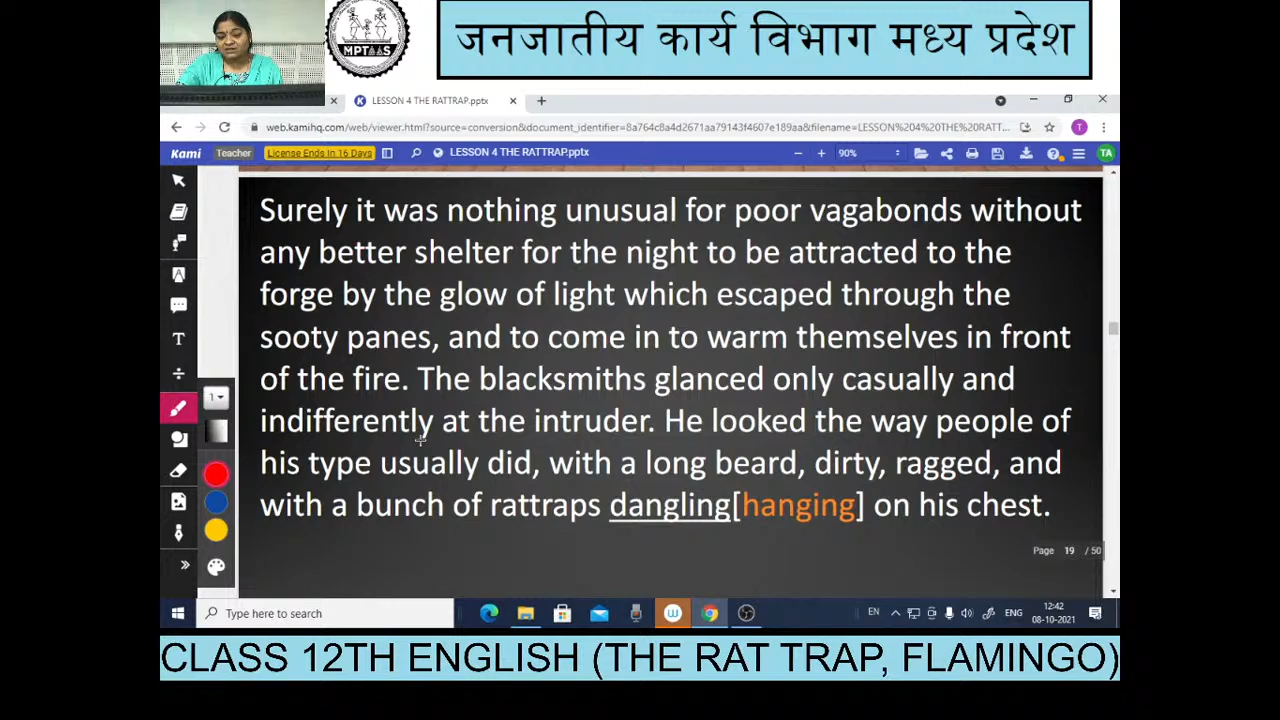 MPTAAS
जनजातीय कार्य विभाग मध्य प्रदेश
LESSON 4 THE RATTRAP.pptx
web.kamihq.com/web/viewer.html?source=conversion&document_identifier=8a764c8a4d2671aa79143f4607e189aa&filename=LESSON%204%20THE%20RATT...
T
Kami Teacher License Ends In 16 Days LESSON 4 THE RATTRAP.pptx 90% TA
Surely it was nothing unusual for poor vagabonds without
any better shelter for the night to be attracted to the
forge by the glow of light which escaped through the
sooty panes, and to come in to warm themselves in front
of the fire. The blacksmiths glanced only casually and
indifferently at the intruder. He looked the way people of
his type usually did, with a long beard, dirty, ragged, and
with a bunch of rattraps dangling[hanging] on his chest.
1
Page 19 / 50
Type here to search
EN ENG 12:42
08-10-2021
CLASS 12TH ENGLISH (THE RAT TRAP, FLAMINGO)